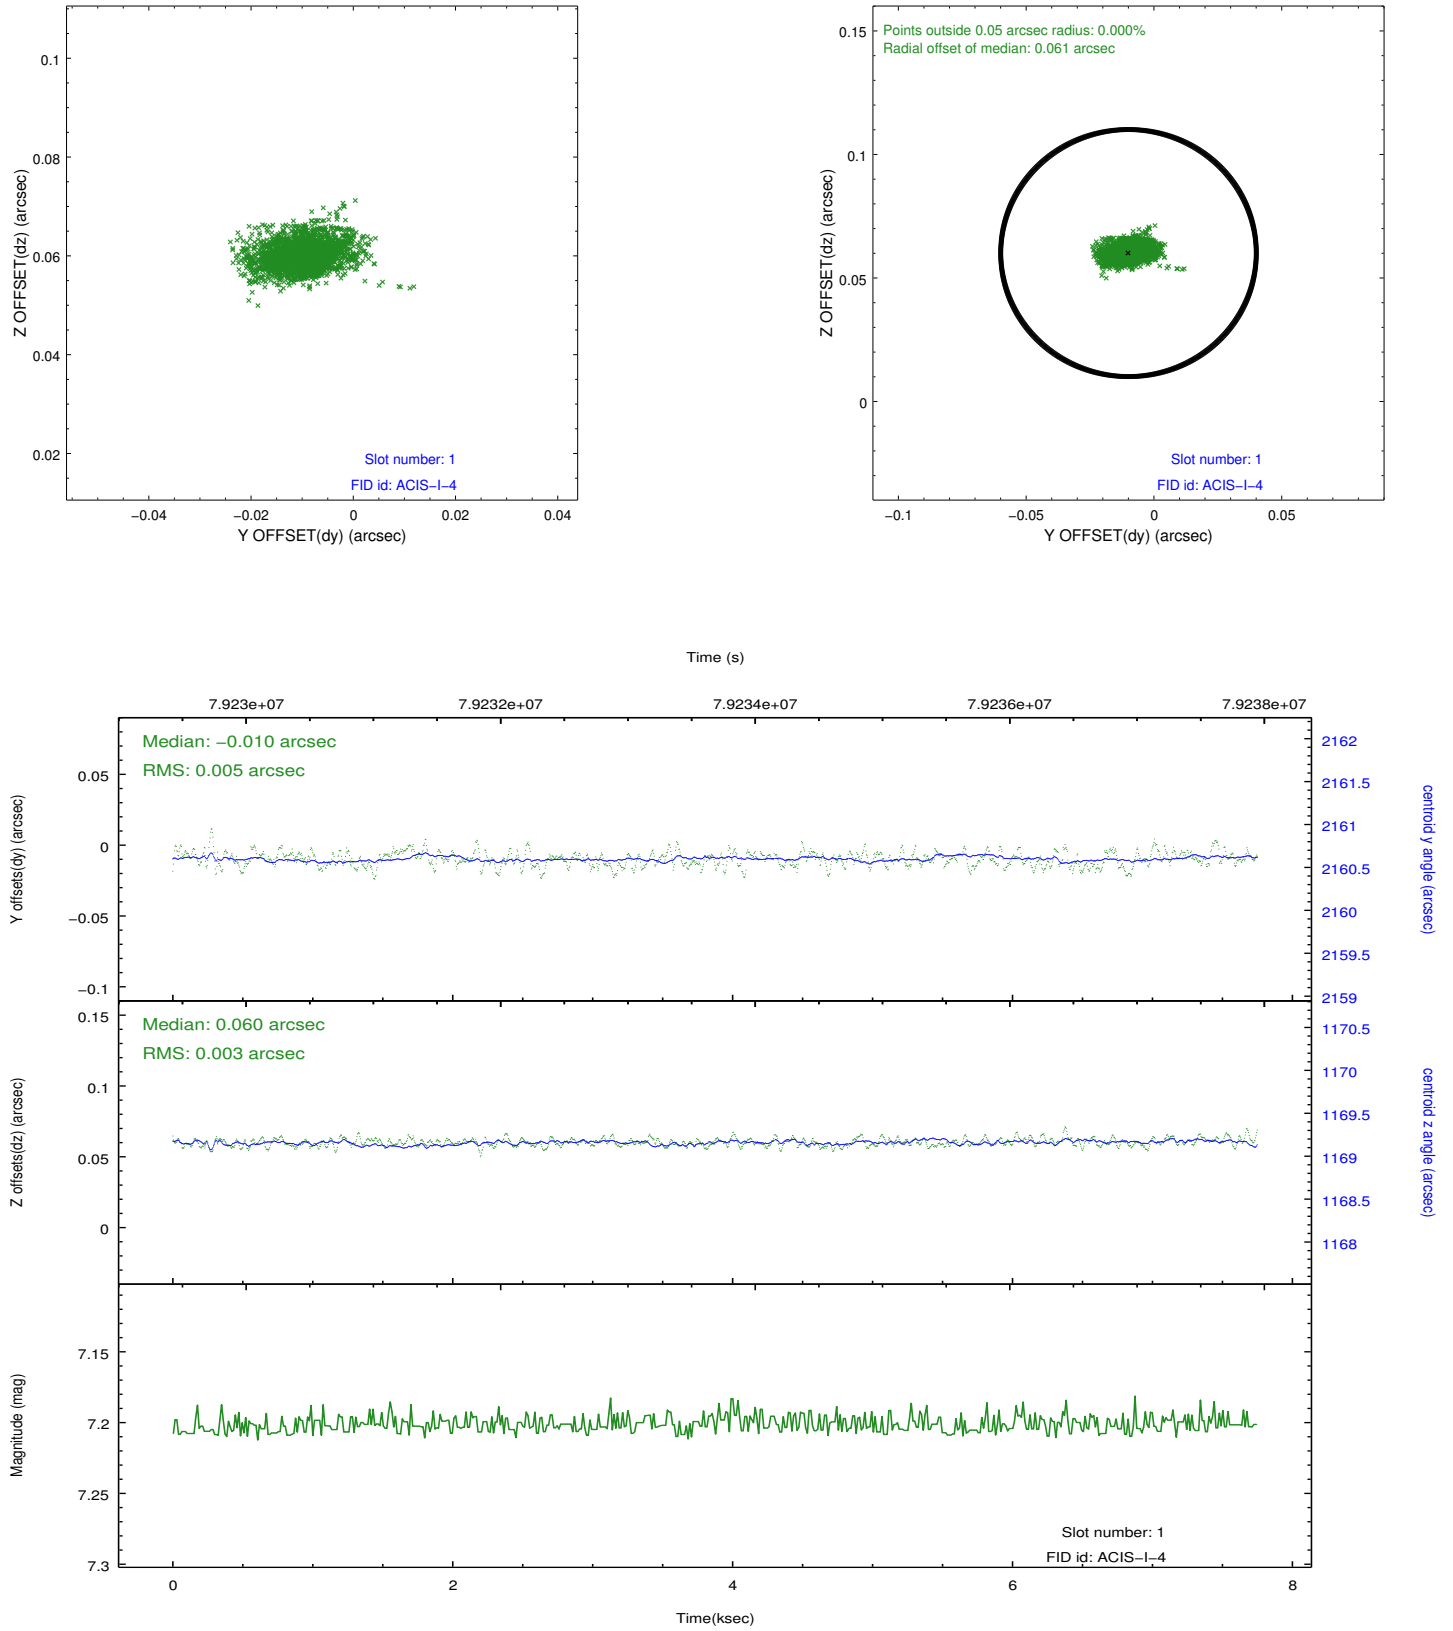 0.1
0.08
0.06
0.04
0.02
Z OFFSET(dz) (arcsec)
−0.04
−0.02
0
0.02
0.04
Y OFFSET(dy) (arcsec)
Slot number: 1
FID id: ACIS−I−4
Points outside 0.05 arcsec radius: 0.000%
Radial offset of median: 0.061 arcsec
0.15
0.1
0.05
0
Z OFFSET(dz) (arcsec)
−0.1
−0.05
0
0.05
Y OFFSET(dy) (arcsec)
Slot number: 1
FID id: ACIS−I−4
Time (s)
7.923e+07
7.9232e+07
7.9234e+07
7.9236e+07
7.9238e+07
Median: −0.010 arcsec
RMS: 0.005 arcsec
0.05
0
−0.05
−0.1
Y offsets(dy) (arcsec)
2162
2161.5
2161
2160.5
2160
2159.5
2159
centroid y angle (arcsec)
Median: 0.060 arcsec
RMS: 0.003 arcsec
0.15
0.1
0.05
0
Z offsets(dz) (arcsec)
1170.5
1170
1169.5
1169
1168.5
1168
centroid z angle (arcsec)
7.15
7.2
7.25
7.3
Magnitude (mag)
Slot number: 1
FID id: ACIS−I−4
0
2
4
6
8
Time(ksec)